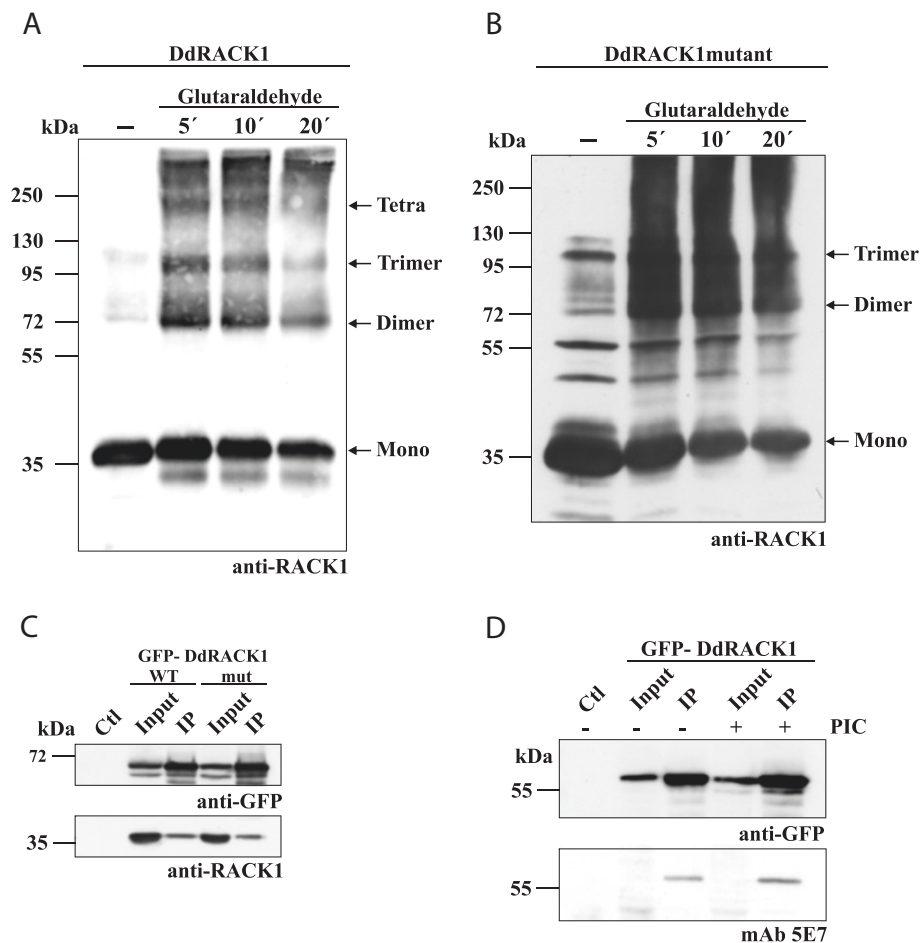 A
DdRACK1
Glutaraldehyde
kDa
– 5´ 10´ 20´
250
130
95
72
55
35
Tetra
Trimer
Dimer
Mono
anti-RACK1
B
DdRACK1mutant
Glutaraldehyde
kDa
– 5´ 10´ 20´
250
130
95
72
55
35
Trimer
Dimer
Mono
anti-RACK1
C
GFP- DdRACK1
WT mut
kDa
Ctl Input IP Input IP
72
anti-GFP
35
anti-RACK1
D
GFP- DdRACK1
Ctl Input IP Input IP
- - - + + PIC
kDa
55
anti-GFP
55
mAb 5E7